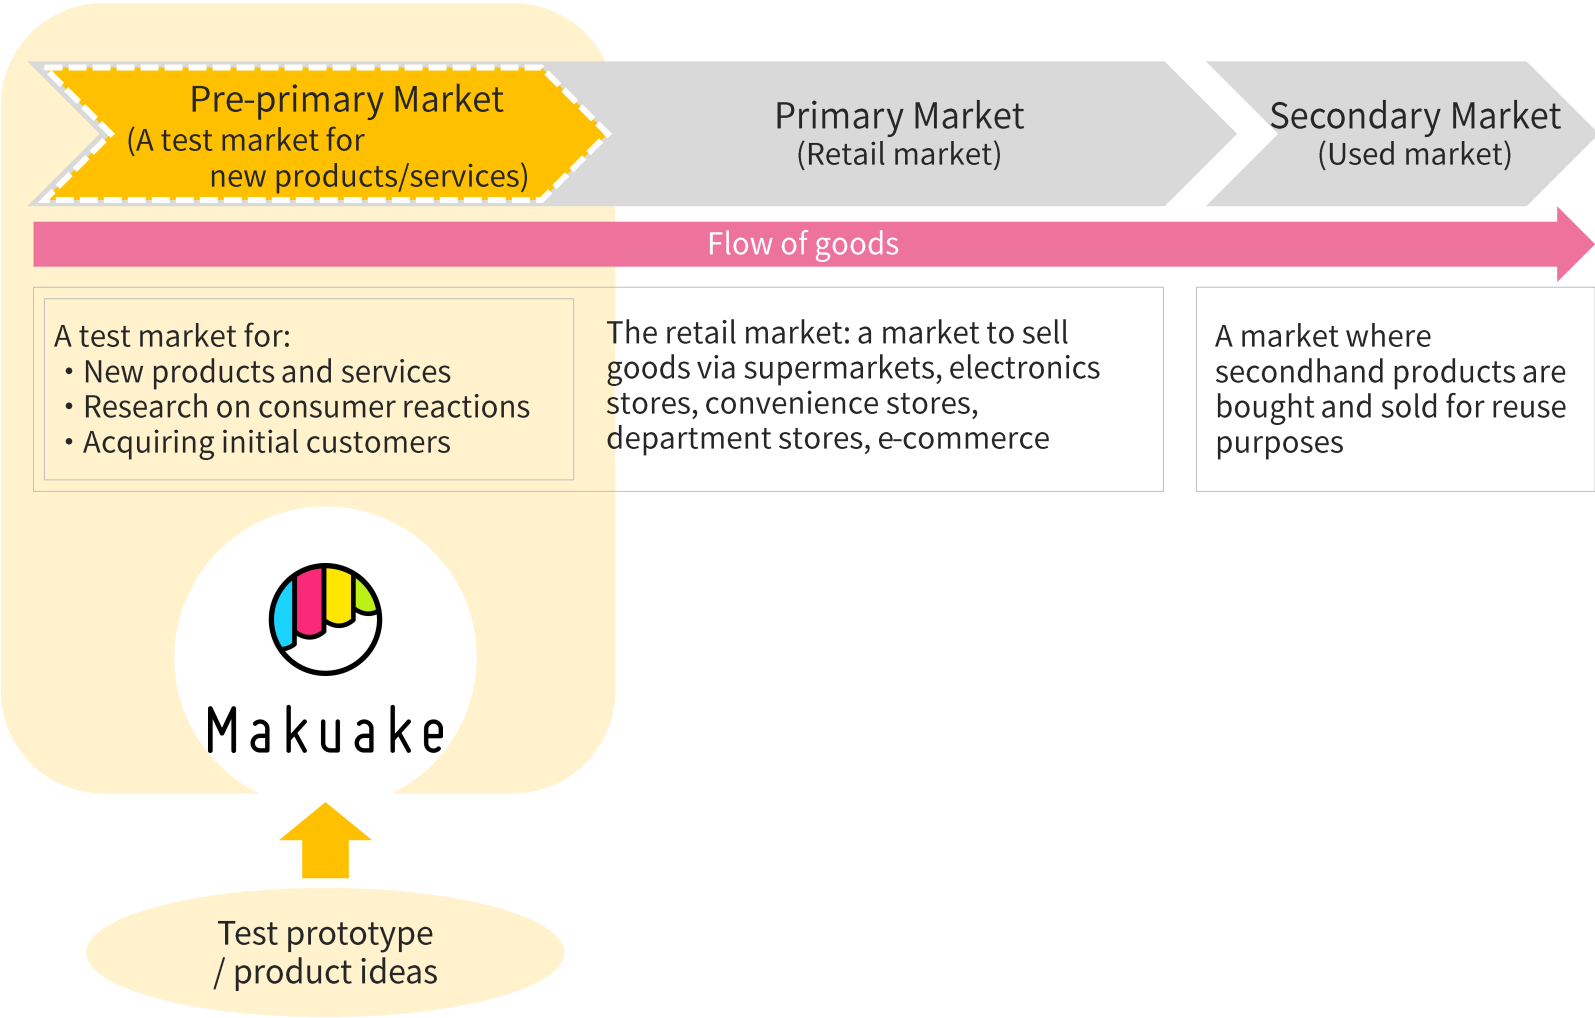 Pre-primary Market
(A test market for
new products/services)
Primary Market
(Retail market)
Secondary Market
(Used market)
Flow of goods
A test market for:
・New products and services
・Research on consumer reactions
・Acquiring initial customers
The retail market: a market to sell
goods via supermarkets, electronics
stores, convenience stores,
department stores, e-commerce
A market where
secondhand products are
bought and sold for reuse
purposes
Makuake
Test prototype
/ product ideas